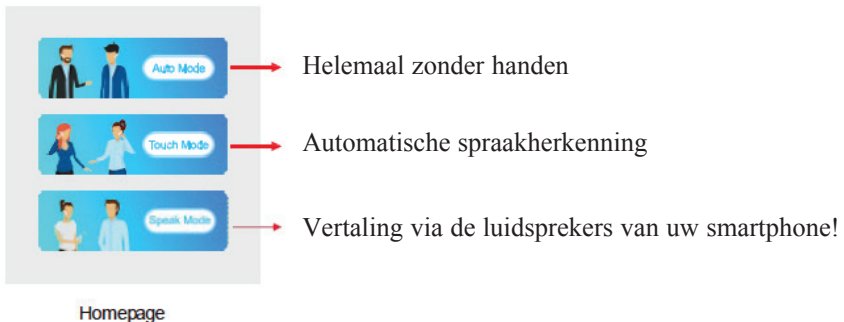 Auto Mode
Helemaal zonder handen
Touch Mode
Automatische spraakherkenning
Speak Mode
Vertaling via de luidsprekers van uw smartphone!
Homepage